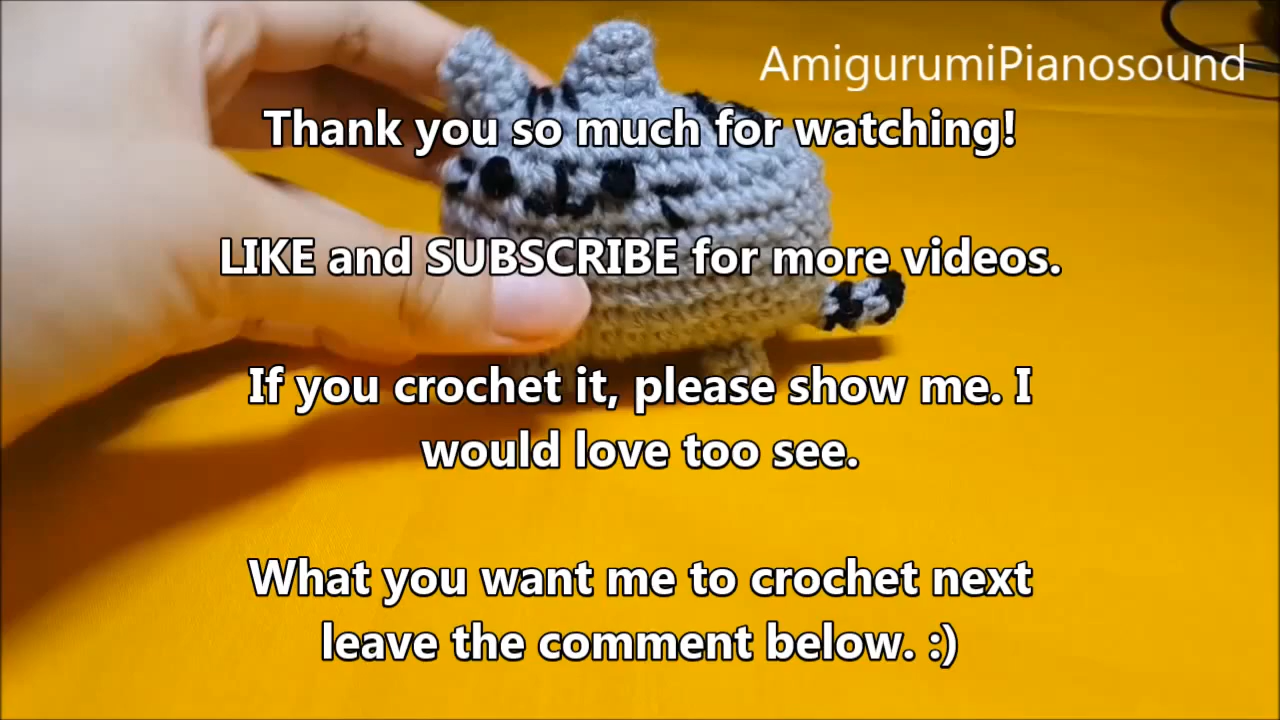 AmigurumiPianosound
Thank you so much for watching!
LIKE and SUBSCRIBE for more videos.
If you crochet it, please show me. I
would love too see.
What you want me to crochet next
leave the comment below. :)